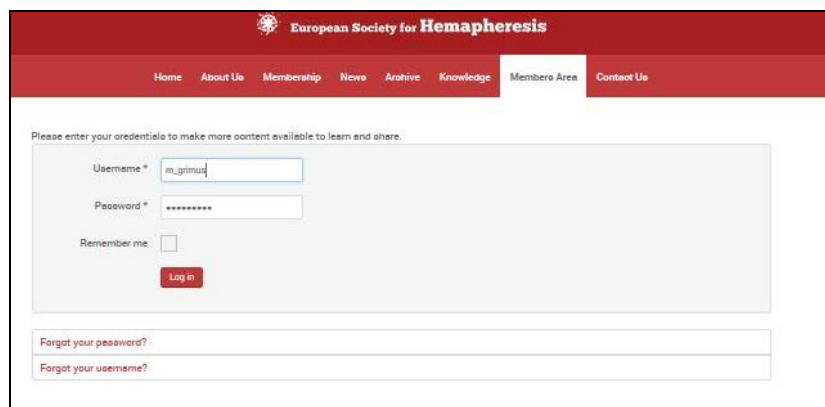 European Society for Hemapheresis
Home About Us Membership News Archive Knowledge Members Area Contact Us
Please enter your credentials to make more content available to learn and share.
Username * m_grimus
Password * •••••••••
Remember me
Log in
Forgot your password?
Forgot your username?